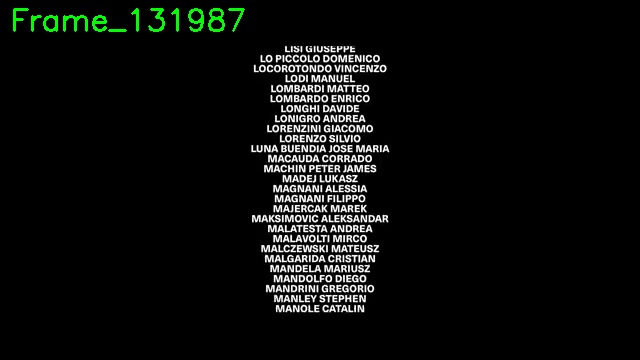 Frame_131987
LISI GIUSEPPE
LO PICCOLO DOMENICO
LOCOROTONDO VINCENZO
LODI MANUEL
LOMBARDI MATTEO
LOMBARDO ENRICO
LONGHI DAVIDE
LONIGRO ANDREA
LORENZINI GIACOMO
LORENZO SILVIO
LUNA BUENDIA JOSE MARIA
MACAUDA CORRADO
MACHIN PETER JAMES
MADEJ LUKASZ
MAGNANI ALESSIA
MAGNANI FILIPPO
MAJERCAK MAREK
MAKSIMOVIC ALEKSANDAR
MALATESTA ANDREA
MALAVOLTI MIRCO
MALCZEWSKI MATEUSZ
MALGARIDA CRISTIAN
MANDELA MARIUSZ
MANDOLFO DIEGO
MANDRINI GREGORIO
MANLEY STEPHEN
MANOLE CATALIN